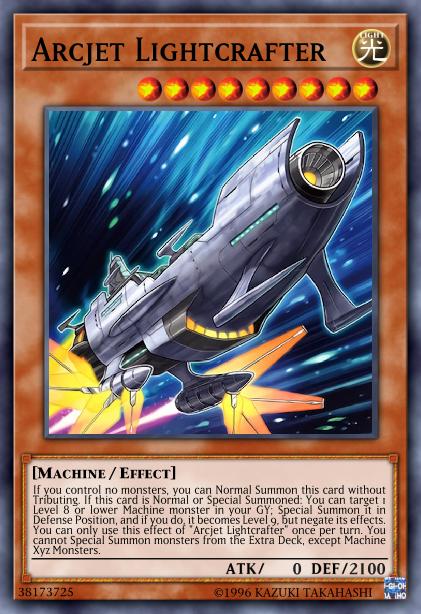 Arcjet Lightcrafter
LIGHT
光
[Machine / Effect]
If you control no monsters, you can Normal Summon this card without
Tributing. If this card is Normal or Special Summoned: You can target 1
Level 8 or lower Machine monster in your GY; Special Summon it in
Defense Position, and if you do, it becomes Level 9, but negate its effects.
You can only use this effect of "Arcjet Lightcrafter" once per turn. You
cannot Special Summon monsters from the Extra Deck, except Machine
Xyz Monsters.
ATK/ 0 DEF/2100
38173725
©1996 KAZUKI TAKAHASHI